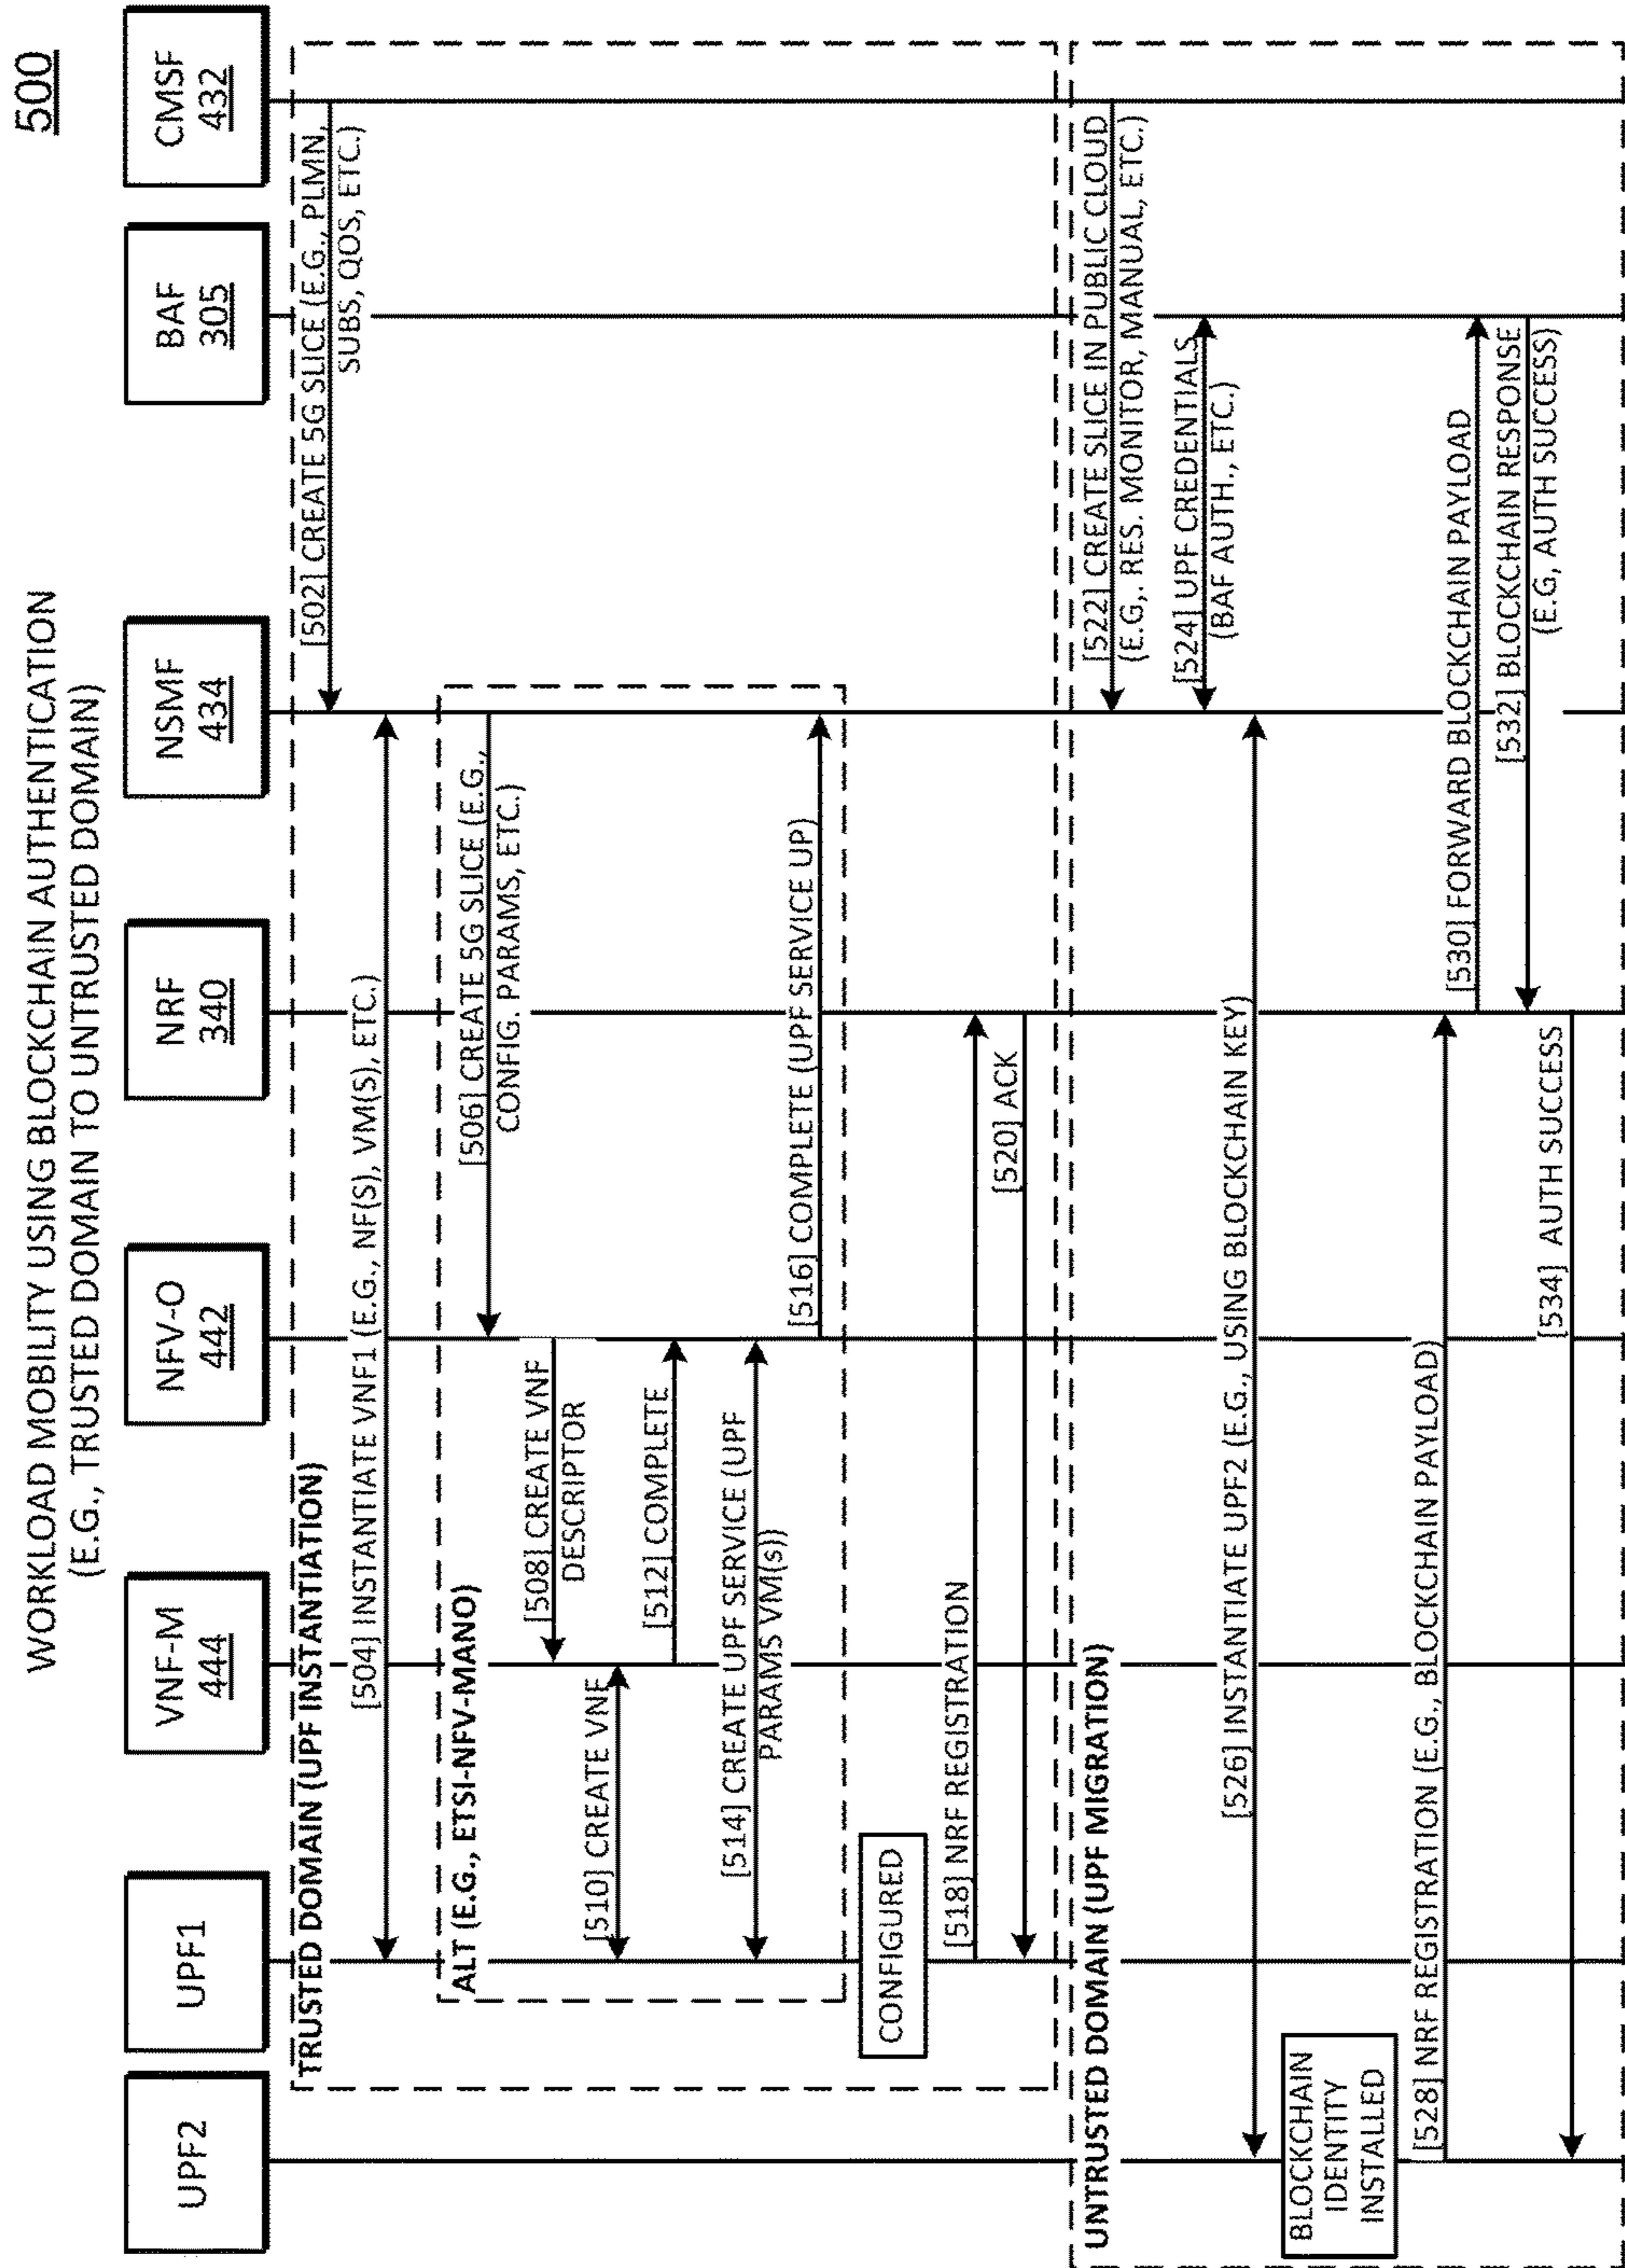 500
WORKLOAD MOBILITY USING BLOCKCHAIN AUTHENTICATION
(E.G., TRUSTED DOMAIN TO UNTRUSTED DOMAIN)
UPF2
UPF1
VNF-M
444
NFV-O
442
NRF
340
NSMF
434
BAF
305
CMSF
432
TRUSTED DOMAIN (UPF INSTANTIATION)
[502] CREATE 5G SLICE (E.G., PLMN,
SUBS, QOS, ETC.)
[504] INSTANTIATE VNF1 (E.G., NF(S), VM(S), ETC.)
ALT (E.G., ETSI-NFV-MANO)
[506] CREATE 5G SLICE (E.G.,
CONFIG. PARAMS, ETC.)
[508] CREATE VNF
DESCRIPTOR
[510] CREATE VNF
[512] COMPLETE
[514] CREATE UPF SERVICE (UPF
PARAMS VM(s))
[516] COMPLETE (UPF SERVICE UP)
CONFIGURED
[518] NRF REGISTRATION
[520] ACK
UNTRUSTED DOMAIN (UPF MIGRATION)
[522] CREATE SLICE IN PUBLIC CLOUD
(E.G,. RES. MONITOR, MANUAL, ETC.)
[524] UPF CREDENTIALS
(BAF AUTH., ETC.)
[526] INSTANTIATE UPF2 (E.G., USING BLOCKCHAIN KEY)
BLOCKCHAIN
IDENTITY
INSTALLED
[528] NRF REGISTRATION (E.G., BLOCKCHAIN PAYLOAD)
[530] FORWARD BLOCKCHAIN PAYLOAD
[532] BLOCKCHAIN RESPONSE
(E.G, AUTH SUCCESS)
[534] AUTH SUCCESS